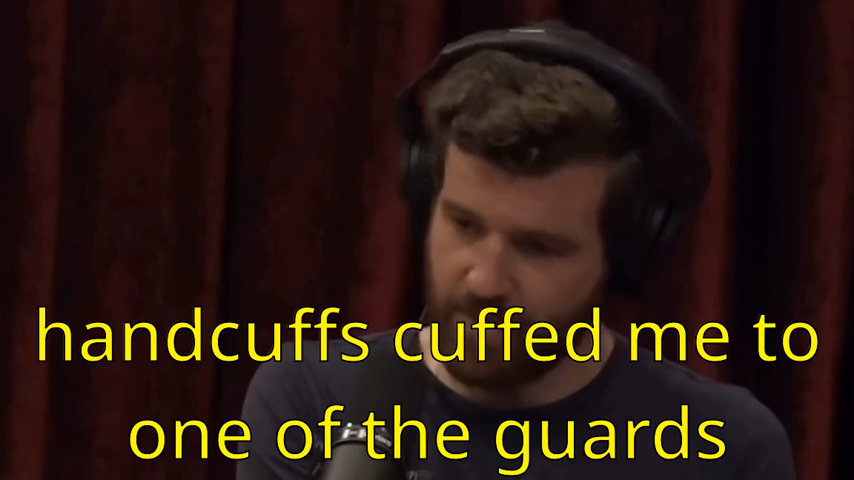 handcuffs cuffed me to
one of the guards